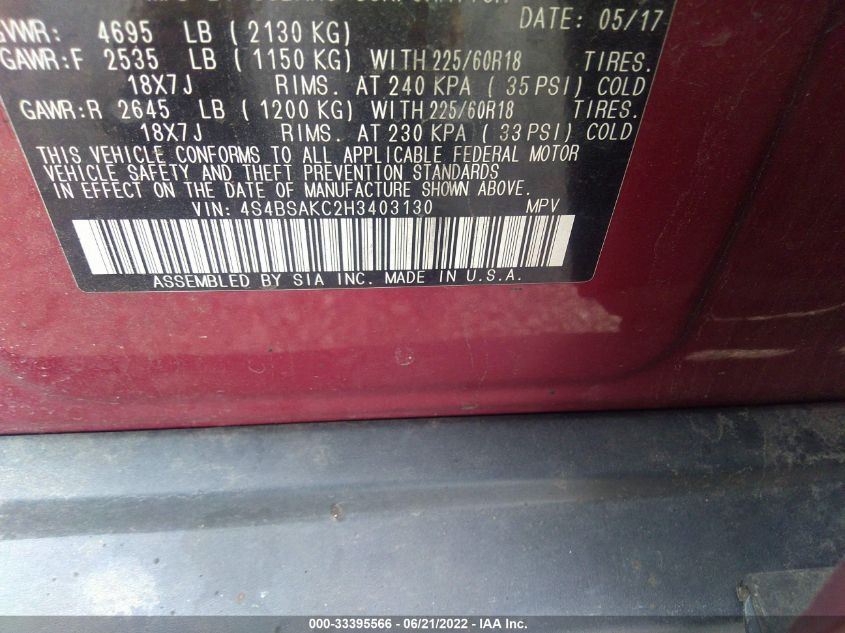 DATE: 05/17
GVWR: 4695 LB ( 2130 KG)
GAWR:F 2535 LB ( 1150 KG) WITH 225/60R18 TIRES.
18X7J RIMS. AT 240 KPA ( 35 PSI) COLD
GAWR:R 2645 LB ( 1200 KG) WITH 225/60R18 TIRES.
18X7J RIMS. AT 230 KPA ( 33 PSI) COLD
THIS VEHICLE CONFORMS TO ALL APPLICABLE FEDERAL MOTOR
VEHICLE SAFETY AND THEFT PREVENTION STANDARDS
IN EFFECT ON THE DATE OF MANUFACTURE SHOWN ABOVE.
VIN: 4S4BSAKC2H3403130 MPV
ASSEMBLED BY SIA INC. MADE IN U.S.A.
000-33395566 - 06/21/2022 - IAA Inc.